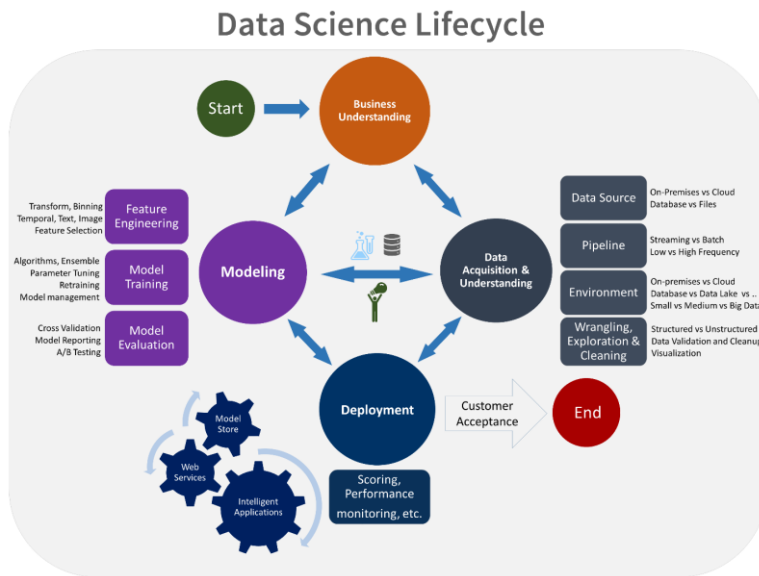 Data Science Lifecycle
Start
Business
Understanding
Transform, Binning
Temporal, Text, Image
Feature Selection
Feature
Engineering
Algorithms, Ensemble
Parameter Tuning
Retraining
Model management
Model
Training
Cross Validation
Model Reporting
A/B Testing
Model
Evaluation
Modeling
Data
Acquisition &
Understanding
Data Source
On-Premises vs Cloud
Database vs Files
Pipeline
Streaming vs Batch
Low vs High Frequency
Environment
On-premises vs Cloud
Database vs Data Lake vs ..
Small vs Medium vs Big Data
Wrangling,
Exploration &
Cleaning
Structured vs Unstructured
Data Validation and Cleanup
Visualization
Deployment
Customer
Acceptance
End
Model
Store
Web
Services
Intelligent
Applications
Scoring,
Performance
monitoring, etc.